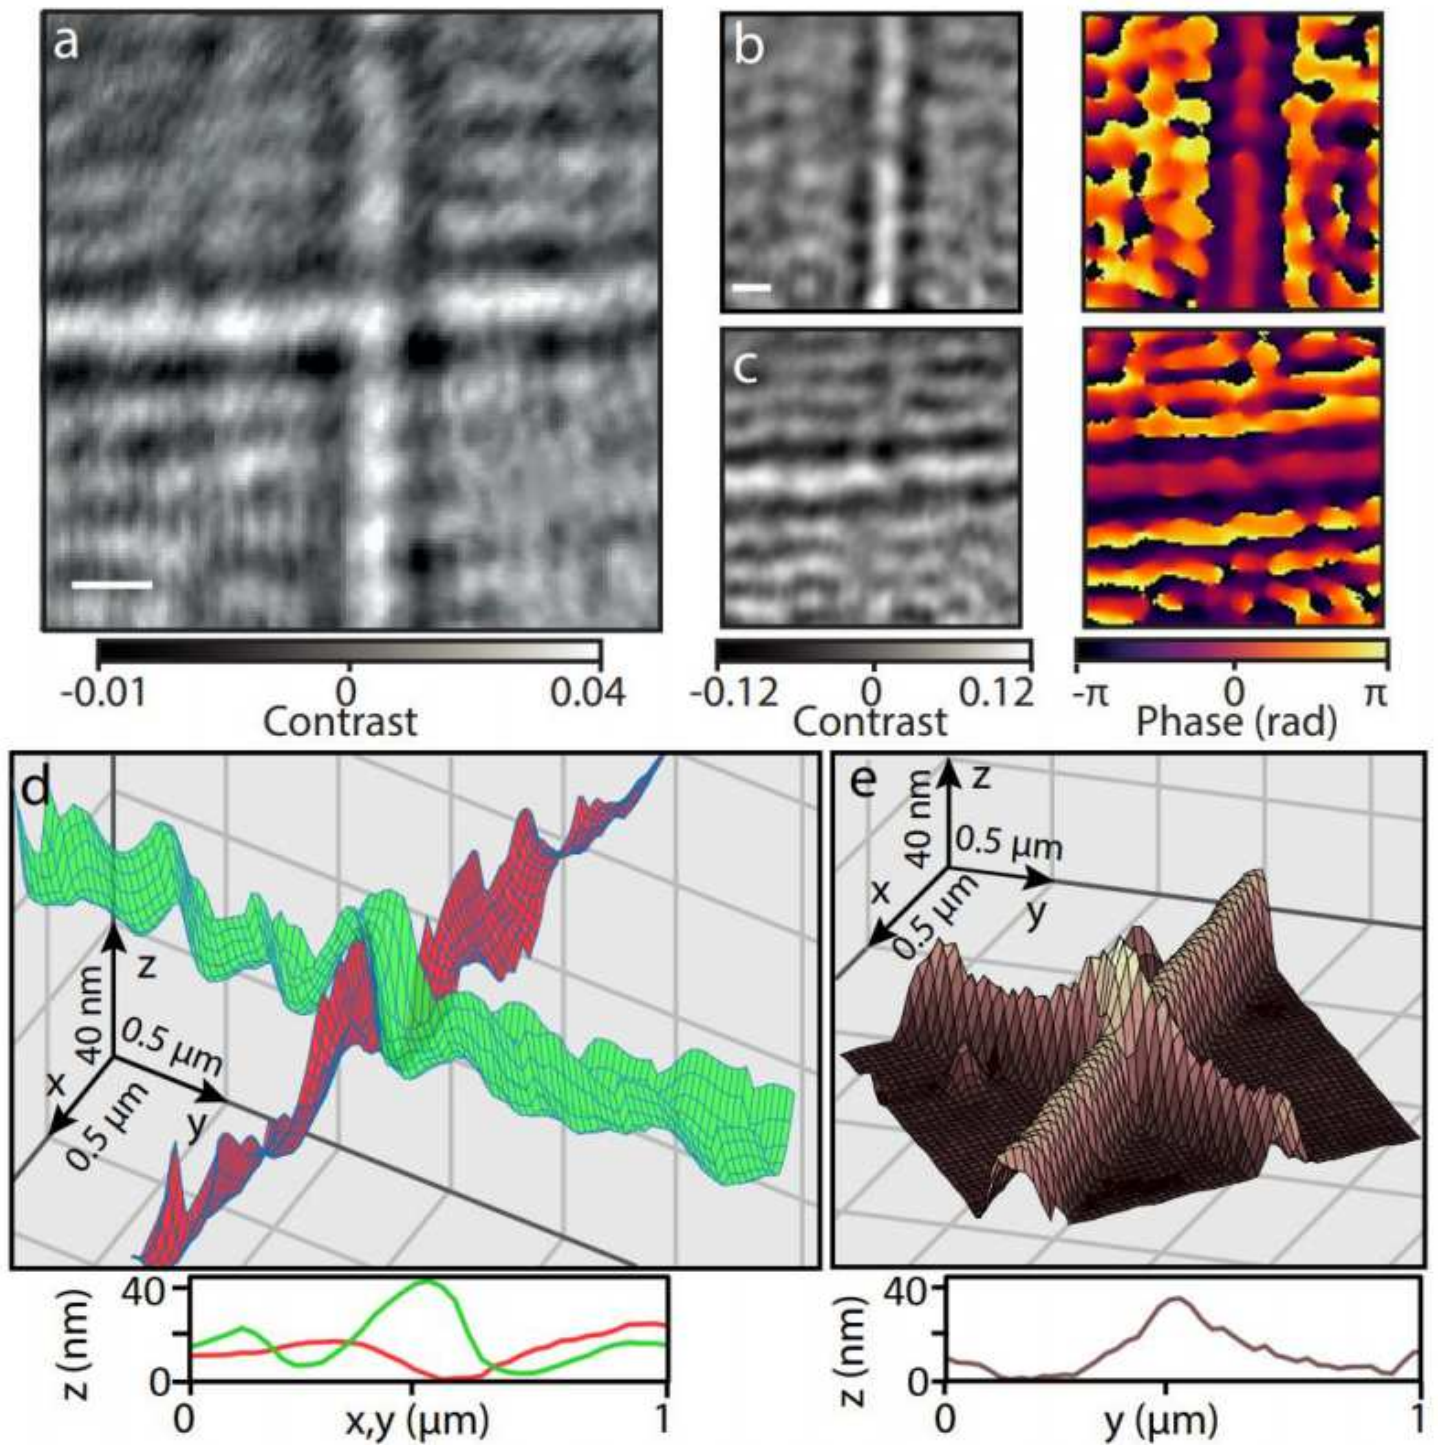 a
b
c
-0.01 0 0.04
Contrast
-0.12 0 0.12
Contrast
-π 0 π
Phase (rad)
d
z
40 nm
0.5 μm
x
0.5 μm
y
e
z
40 nm
0.5 μm
x
0.5 μm
y
40
z (nm)
0
0 x,y (μm) 1
40
z (nm)
0
0 y (μm) 1